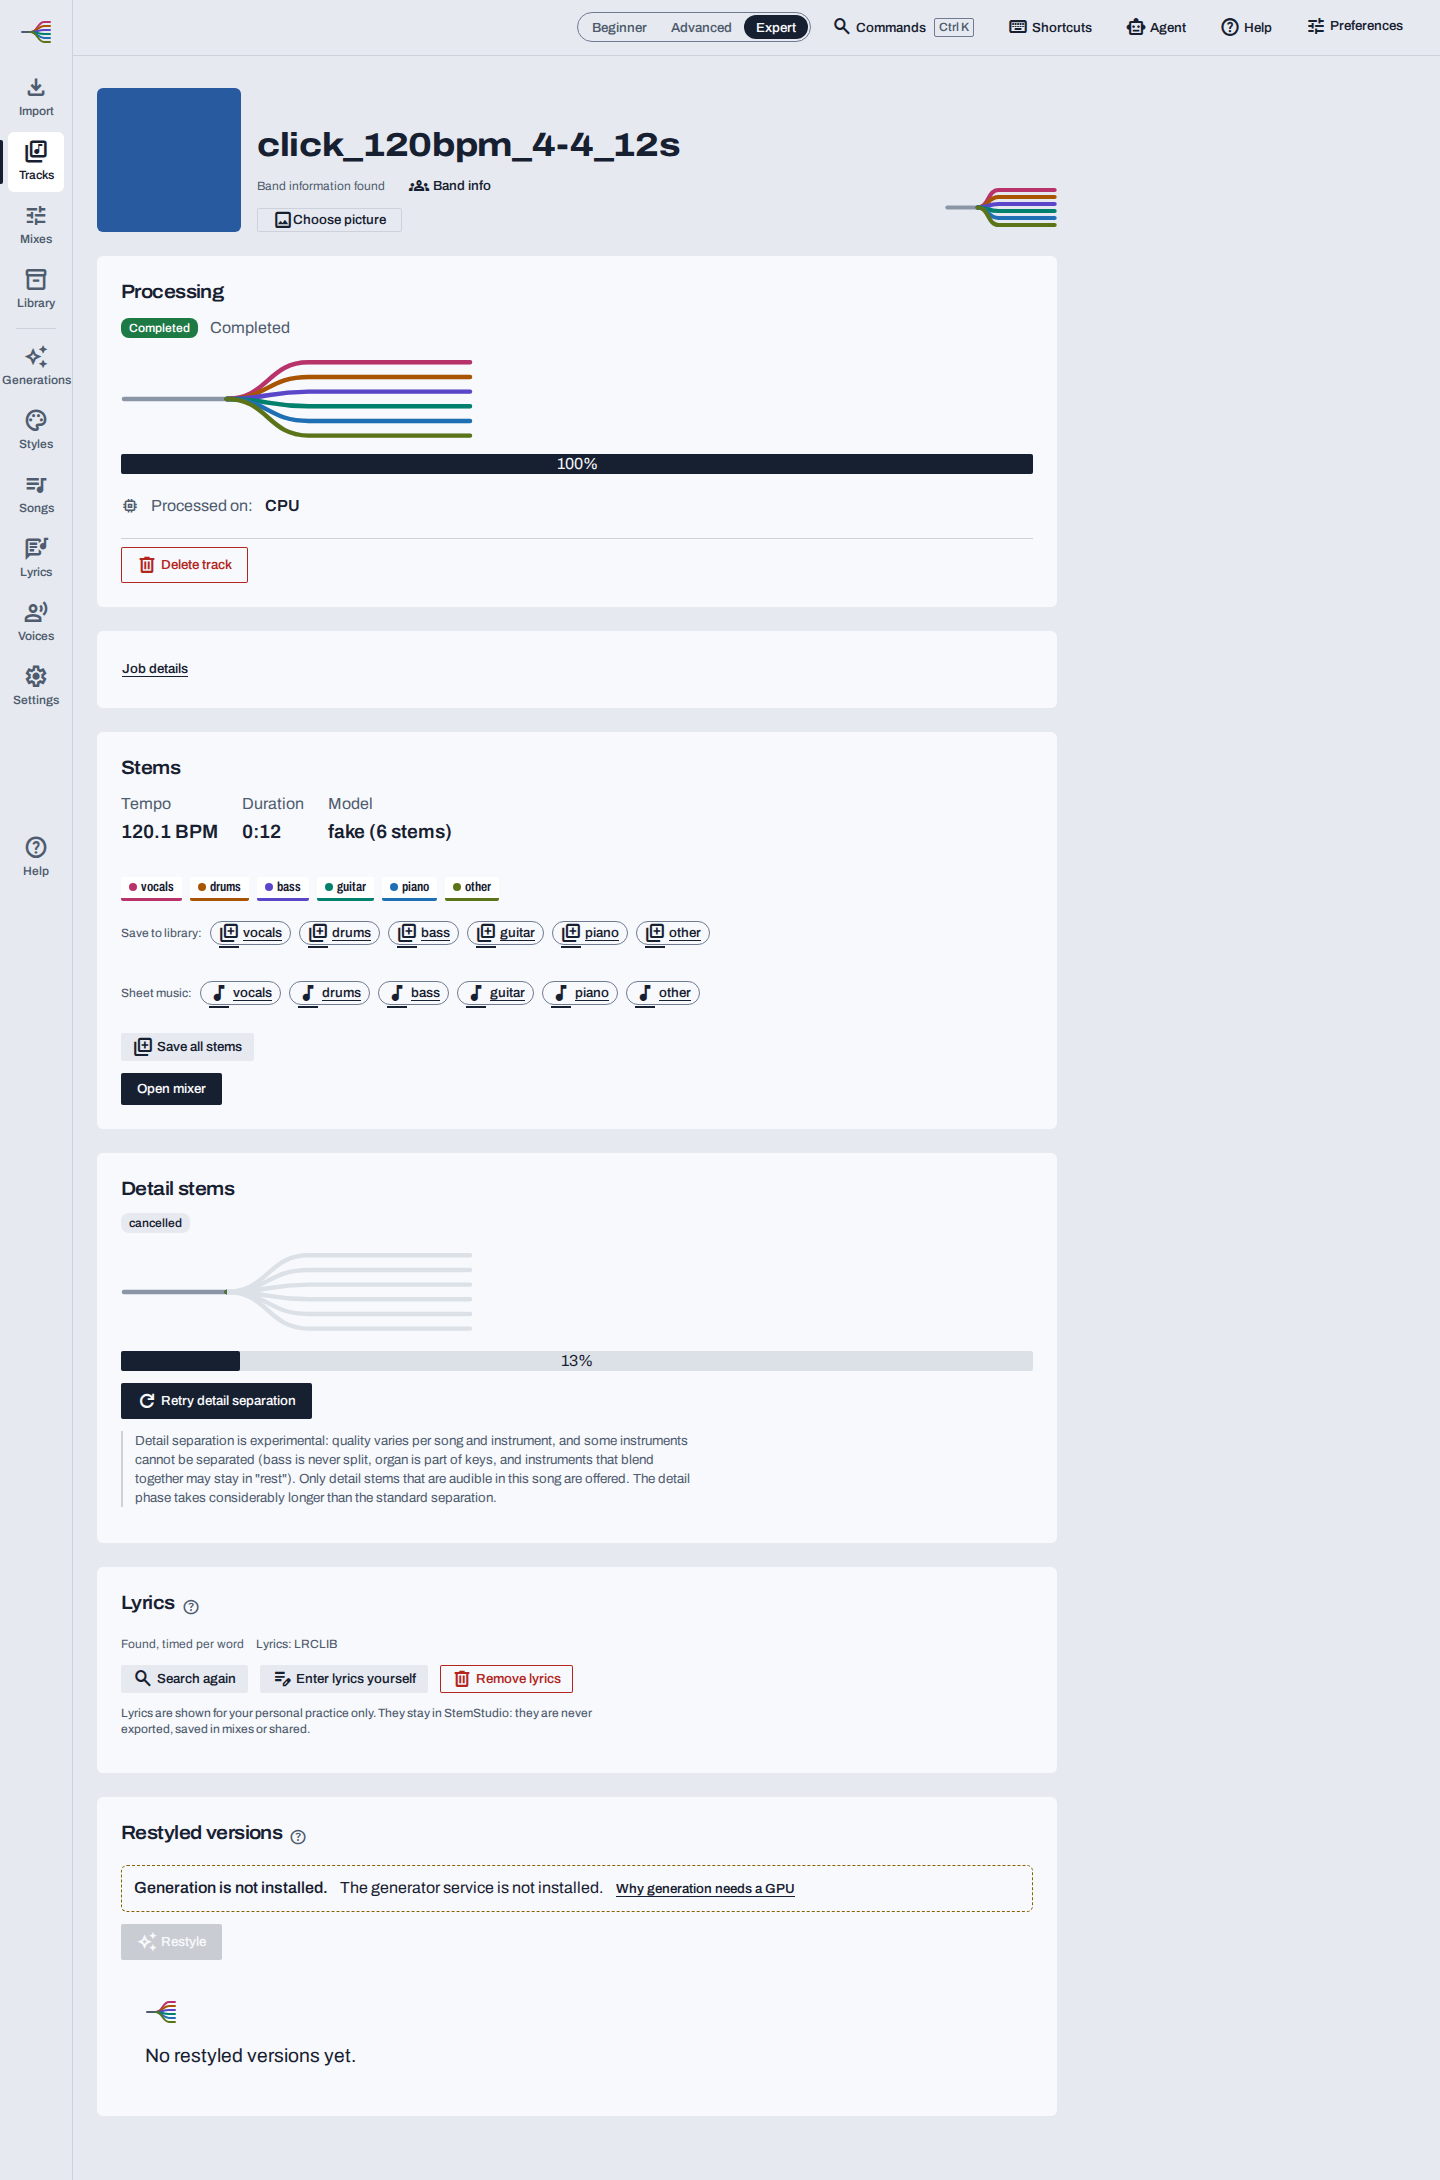 Beginner Advanced Expert Commands Ctrl K Shortcuts Agent Help Preferences
Import
Tracks
Mixes
Library
Generations
Styles
Songs
Lyrics
Voices
Settings
Help
click_120bpm_4-4_12s
Band information found Band info
Choose picture
Processing
Completed Completed
100%
Processed on: CPU
Delete track
Job details
Stems
Tempo Duration Model
120.1 BPM 0:12 fake (6 stems)
vocals drums bass guitar piano other
Save to library: vocals drums bass guitar piano other
Sheet music: vocals drums bass guitar piano other
Save all stems
Open mixer
Detail stems
cancelled
13%
Retry detail separation
Detail separation is experimental: quality varies per song and instrument, and some instruments
cannot be separated (bass is never split, organ is part of keys, and instruments that blend
together may stay in "rest"). Only detail stems that are audible in this song are offered. The detail
phase takes considerably longer than the standard separation.
Lyrics
Found, timed per word Lyrics: LRCLIB
Search again Enter lyrics yourself Remove lyrics
Lyrics are shown for your personal practice only. They stay in StemStudio: they are never
exported, saved in mixes or shared.
Restyled versions
Generation is not installed. The generator service is not installed. Why generation needs a GPU
Restyle
No restyled versions yet.